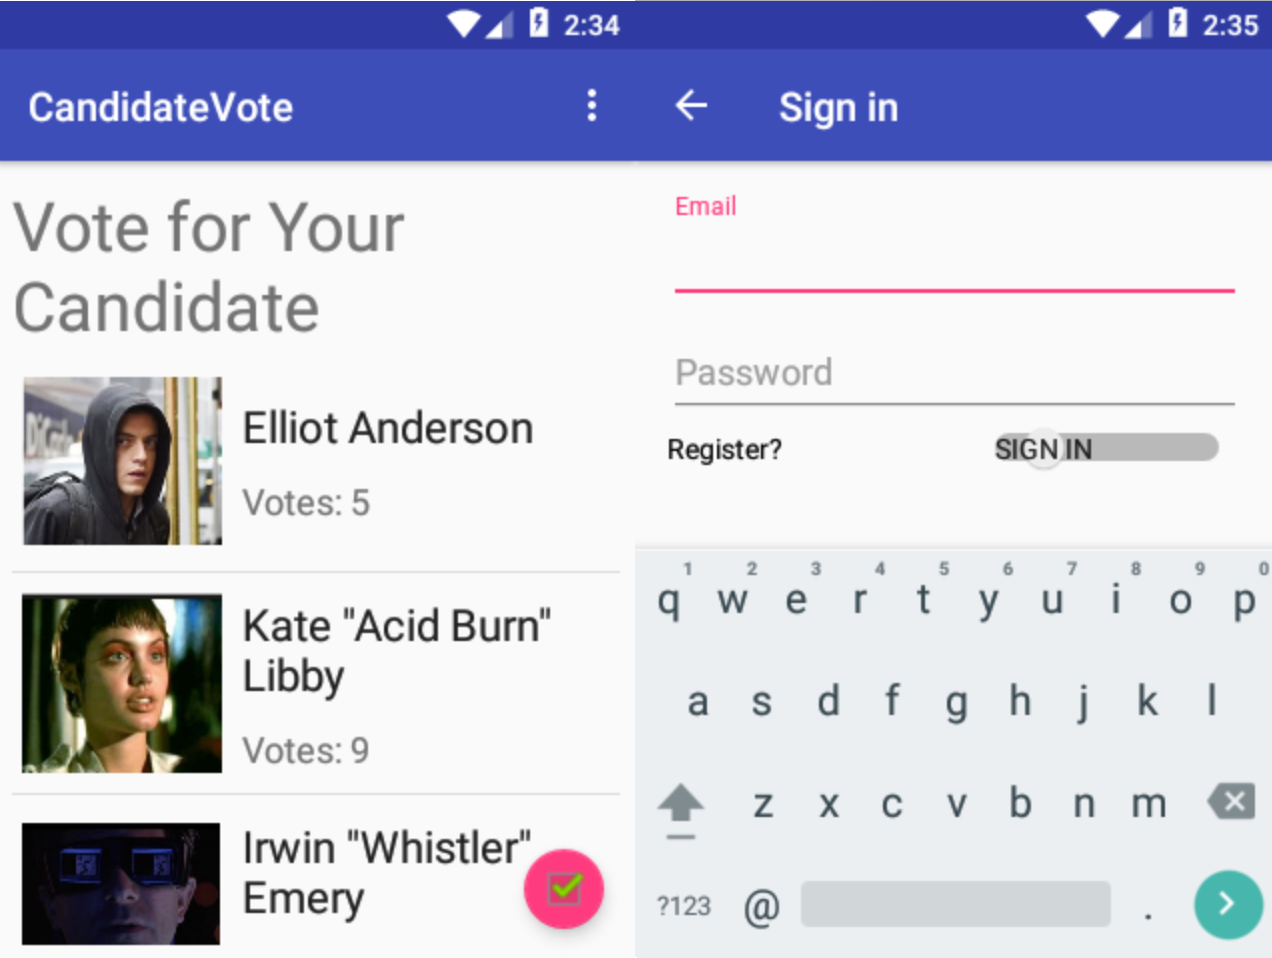 2:34
CandidateVote
Vote for Your
Candidate
Elliot Anderson
Votes: 5
Kate "Acid Burn"
Libby
Votes: 9
Irwin "Whistler"
Emery
2:35
Sign in
Email
Password
Register? SIGN IN
1 2 3 4 5 6 7 8 9 0
q w e r t y u i o p
a s d f g h j k l
z x c v b n m
?123 @ .